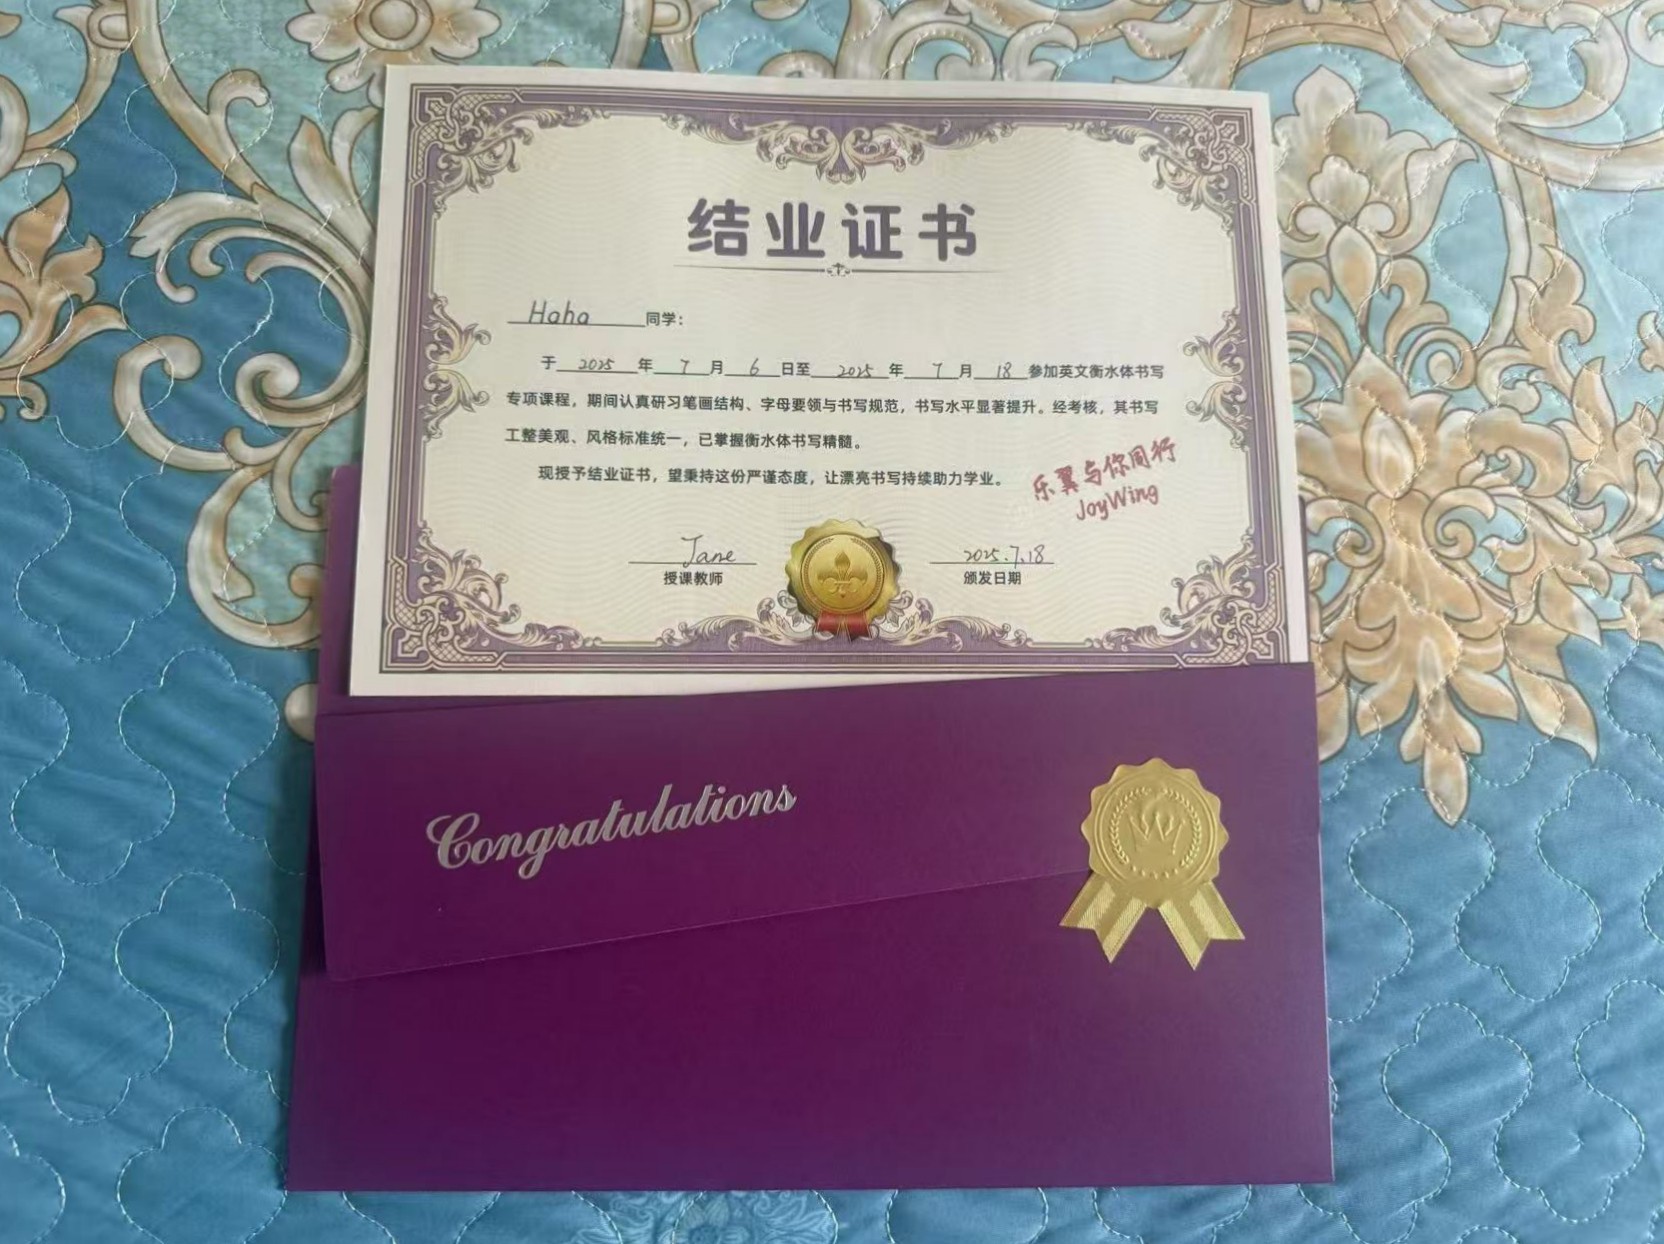 结业证书
Haha 同学：
于 2025 年 7 月 6 日至 2025 年 7 月 18 参加英文衡水体书写
专项课程，期间认真研习笔画结构、字母要领与书写规范，书写水平显著提升。经考核，其书写
工整美观、风格标准统一，已掌握衡水体书写精髓。
现授予结业证书，望秉持这份严谨态度，让漂亮书写持续助力学业。
乐翼与你同行
JoyWing
Jane
授课教师
2025.7.18
颁发日期
Congratulations